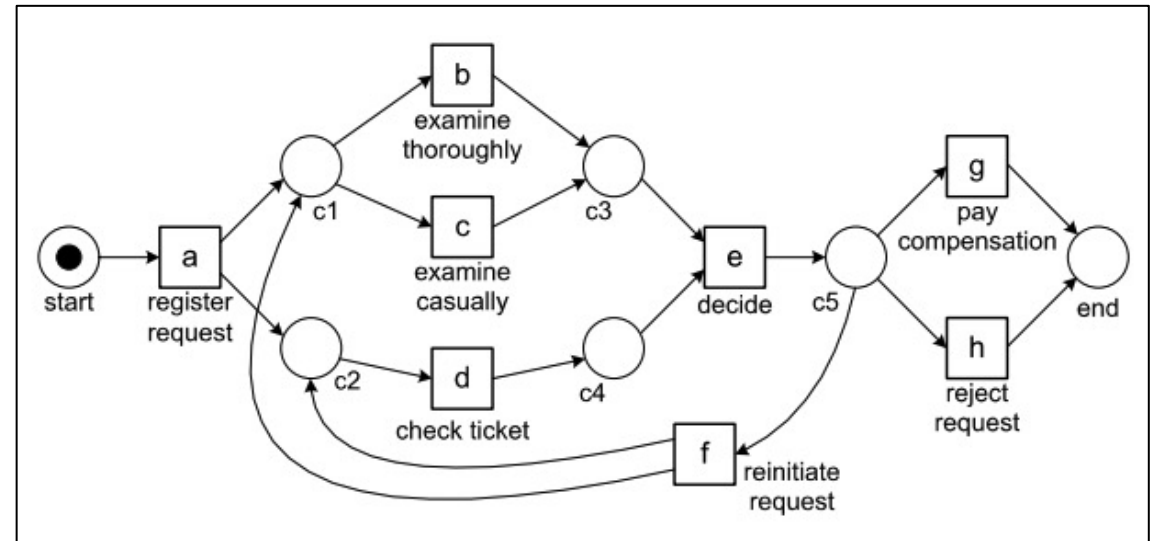 b
examine
thoroughly
c1
c3
g
pay
compensation
c
examine
casually
a
register
request
start
e
decide
c5
end
c2
d
check ticket
c4
h
reject
request
f
reinitiate
request